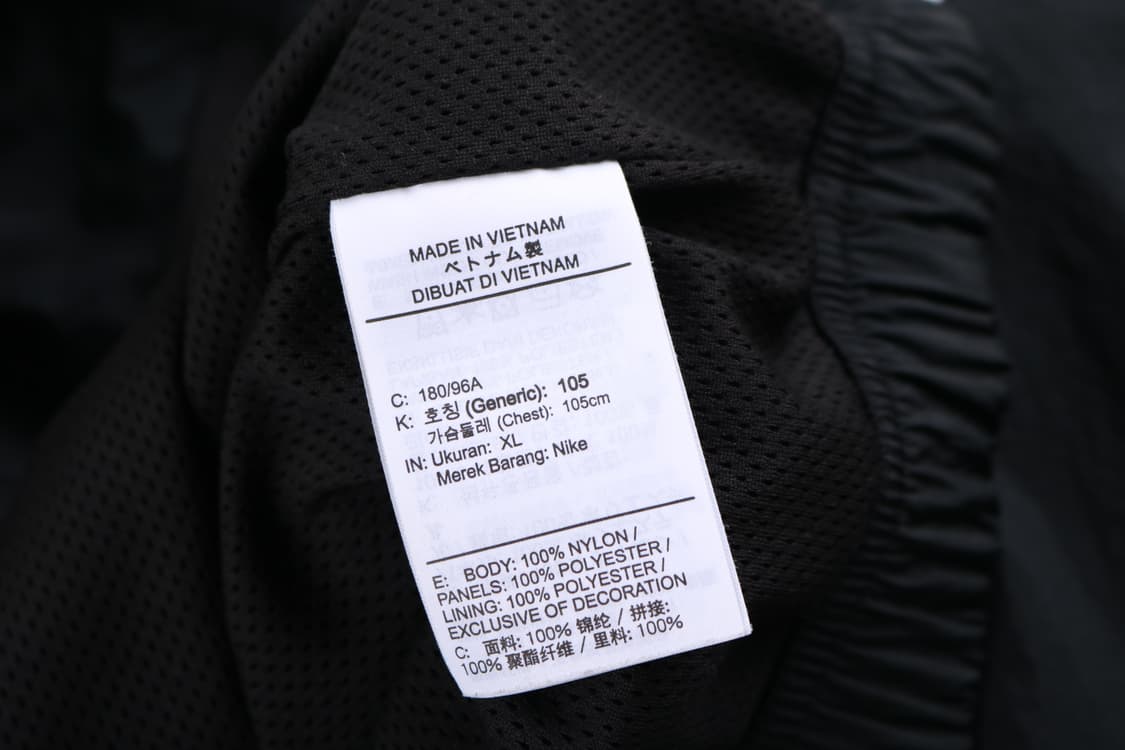 MADE IN VIETNAM
ベトナム製
DIBUAT DI VIETNAM
C: 180/96A
K: 호칭 (Generic): 105
가슴둘레 (Chest): 105cm
IN: Ukuran: XL
Merek Barang: Nike
E: BODY: 100% NYLON /
PANELS: 100% POLYESTER /
LINING: 100% POLYESTER /
EXCLUSIVE OF DECORATION
C: 面料: 100% 锦纶 / 拼接:
100% 聚酯纤维 / 里料: 100%